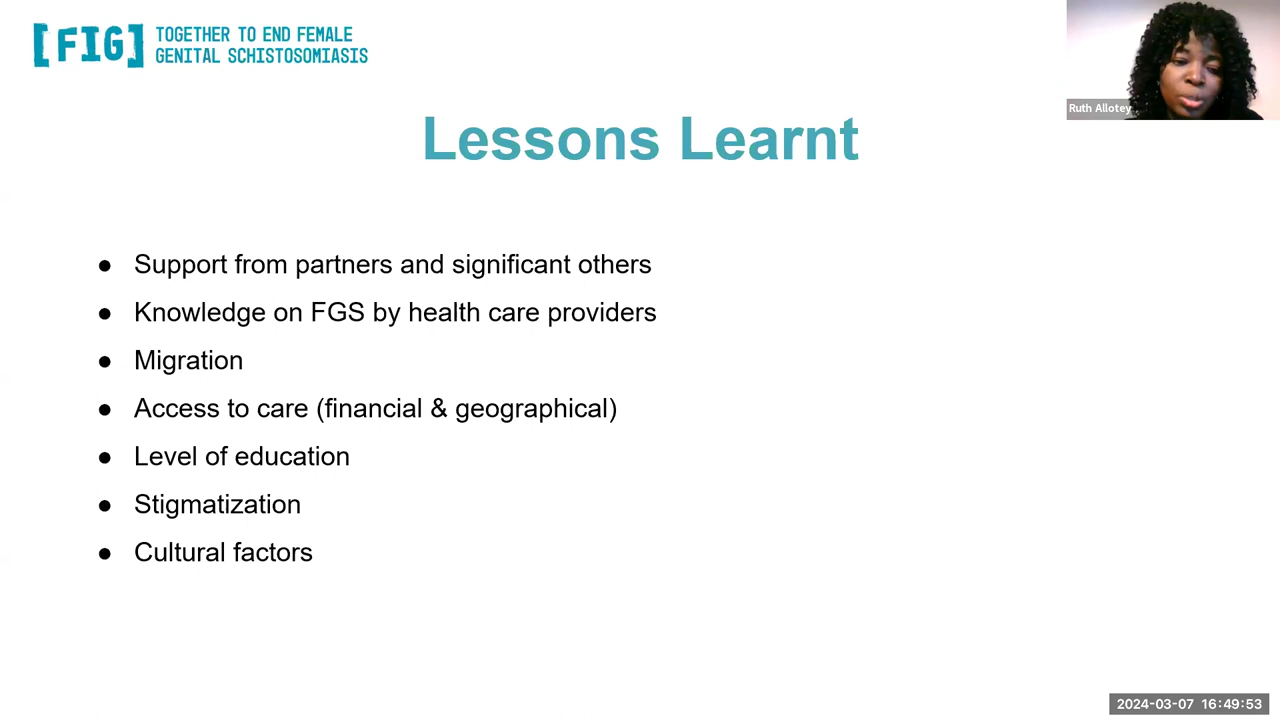 [FIG] TOGETHER TO END FEMALE
GENITAL SCHISTOSOMIASIS
Ruth Allotey
Lessons Learnt
● Support from partners and significant others
● Knowledge on FGS by health care providers
● Migration
● Access to care (financial & geographical)
● Level of education
● Stigmatization
● Cultural factors
2024-03-07 16:49:53